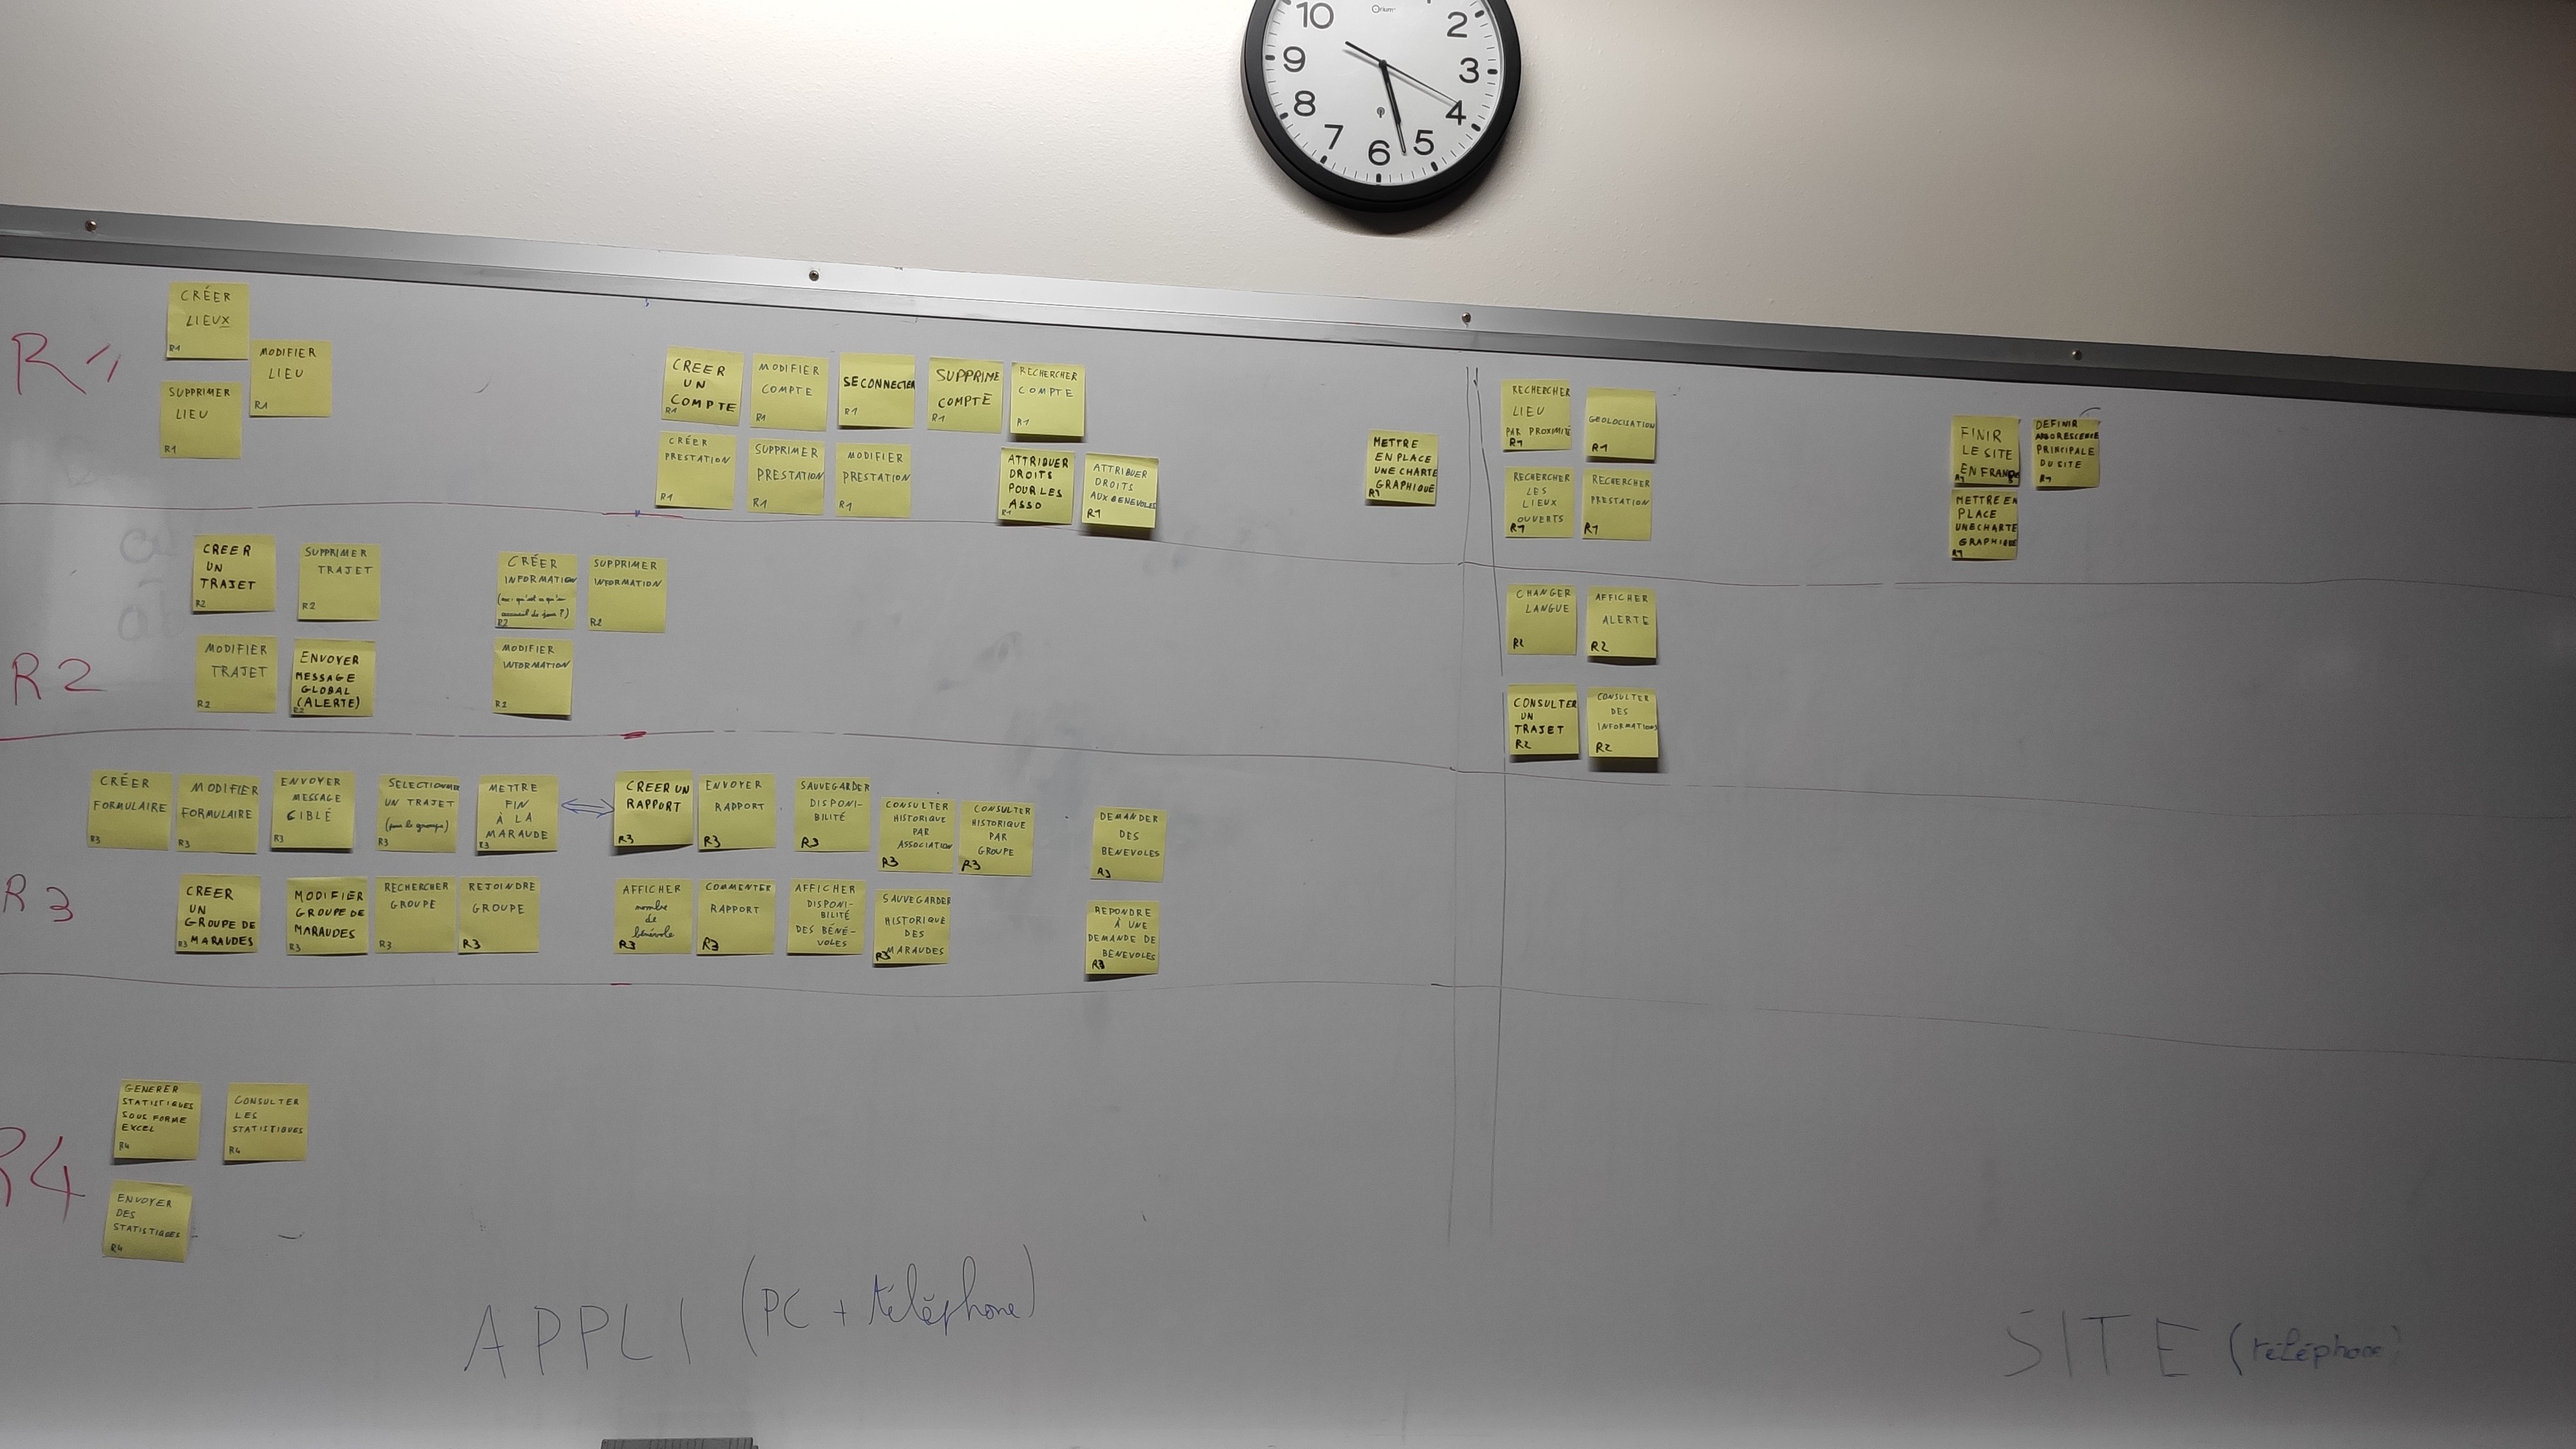 10
2
9
3
8
4
7
6
5
R1
CRÉER
LIEUX
R1
MODIFIER
LIEU
R1
SUPPRIMER
LIEU
R1
CREER
UN
COMPTE
R1
MODIFIER
COMPTE
R1
SE CONNECTER
R1
SUPPRIME
COMPTE
R1
RECHERCHER
COMPTE
R1
CRÉER
PRESTATION
R1
SUPPRIMER
PRESTATION
R1
MODIFIER
PRESTATION
R1
ATTRIBUER
DROITS
POUR LES
ASSO
R1
ATTRIBUER
DROITS
AUX BENEVOLES
R1
METTRE
EN PLACE
UNE CHARTE
GRAPHIQUE
R1
RECHERCHER
LIEU
PAR PROXIMITÉ
R1
GEOLOCISATION
R1
RECHERCHER
LES
LIEUX
OUVERTS
R1
RECHERCHER
PRESTATION
R1
FINIR
LE SITE
EN
R1
DEFINIR
ARBORESCENCE
PRINCIPALE
DU SITE
R1
METTRE EN
PLACE
UNE CHARTE
GRAPHIQUE
R1
R2
CREER
UN
TRAJET
R2
SUPPRIMER
TRAJET
R2
CRÉER
INFORMATION
R2
SUPPRIMER
INFORMATION
R2
MODIFIER
TRAJET
R2
ENVOYER
MESSAGE
GLOBAL
(ALERTE)
R2
MODIFIER
INFORMATION
R2
CHANGER
LANGUE
R2
AFFICHER
ALERTE
R2
CONSULTER
UN
TRAJET
R2
CONSULTER
DES
INFORMATIONS
R2
R3
CRÉER
FORMULAIRE
R3
MODIFIER
FORMULAIRE
R3
ENVOYER
MESSAGE
CIBLÉ
R3
SELECTIONNER
UN TRAJET
(pour le groupe)
R3
METTRE
FIN
À LA
MARAUDE
R3
CREER UN
RAPPORT
R3
ENVOYER
RAPPORT
R3
SAUVEGARDER
DISPONI-
BILITÉ
R3
CONSULTER
HISTORIQUE
PAR
ASSOCIATION
R3
CONSULTER
HISTORIQUE
PAR
GROUPE
R3
DEMANDER
DES
BENEVOLES
R3
CREER
UN
GROUPE DE
MARAUDES
R3
MODIFIER
GROUPE DE
MARAUDES
R3
RECHERCHER
GROUPE
R3
REJOINDRE
GROUPE
R3
AFFICHER
nombre
de
bénévole
R3
COMMENTER
RAPPORT
R3
AFFICHER
DISPONI-
BILITÉ
DES BÉNÉ-
VOLES
SAUVEGARDER
HISTORIQUE
DES
MARAUDES
R3
REPONDRE
À UNE
DEMANDE DE
BENEVOLES
R3
R4
GENERER
STATISTIQUES
SOUS FORME
EXCEL
R4
CONSULTER
LES
STATISTIQUES
R4
ENVOYER
DES
STATISTIQUES
R4
APPLI (PC + téléphone)
SITE (téléphone)